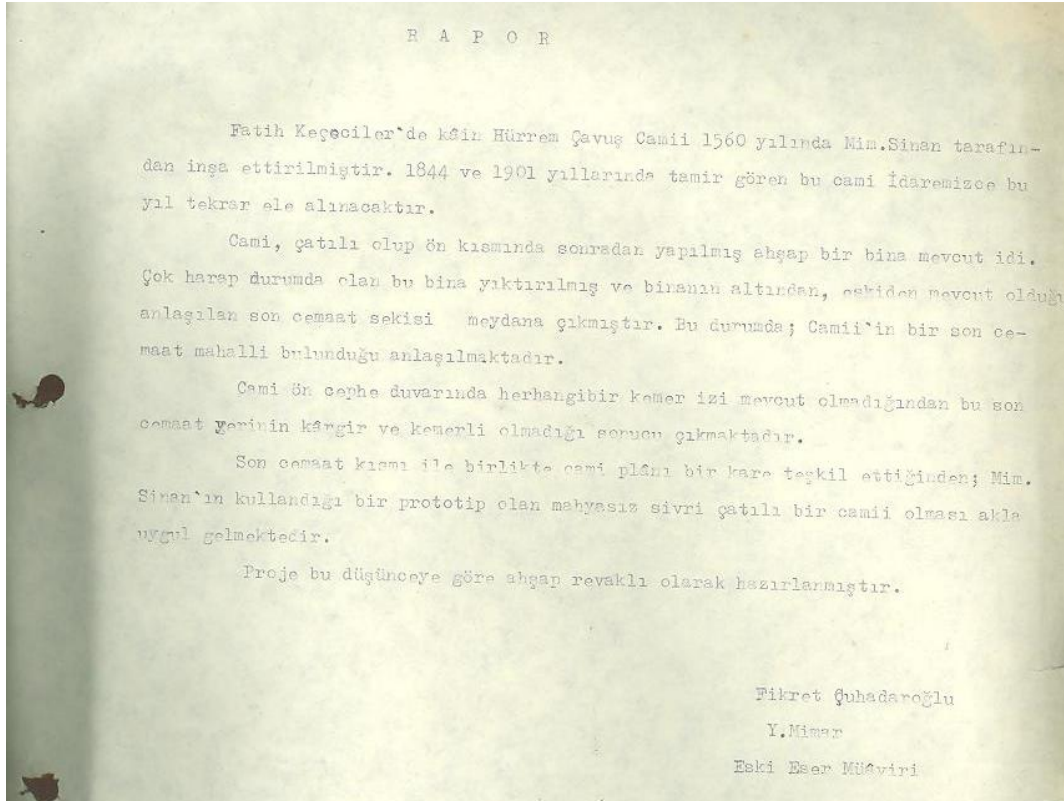 R A P O R
Fatih Keçeciler`de kâin Hürrem Çavuş Camii 1560 yılında Mim.Sinan tarafın-
dan inşa ettirilmiştir. 1844 ve 1901 yıllarında tamir gören bu cami İdaremizce bu
yıl tekrar ele alınacaktır.
Cami, çatılı olup ön kısmında sonradan yapılmış ahşap bir bina mevcut idi.
Çok harap durumda olan bu bina yıktırılmış ve binanın altından, eskiden mevcut olduğu
anlaşılan son cemaat sekisi meydana çıkmıştır. Bu durumda; Camii`in bir son ce-
maat mahalli bulunduğu anlaşılmaktadır.
Cami ön cephe duvarında herhangibir kemer izi mevcut olmadığından bu son
cemaat yerinin kârgir ve kemerli olmadığı sonucu çıkmaktadır.
Son cemaat kısmı ile birlikte cami plânı bir kare teşkil ettiğinden; Mim.
Sinan`ın kullandığı bir prototip olan mahyasız sivri çatılı bir camii olması akla
uygul gelmektedir.
Proje bu düşünceye göre ahşap revaklı olarak hazırlanmıştır.
Fikret Çuhadaroğlu
Y.Mimar
Eski Eser Müâviri